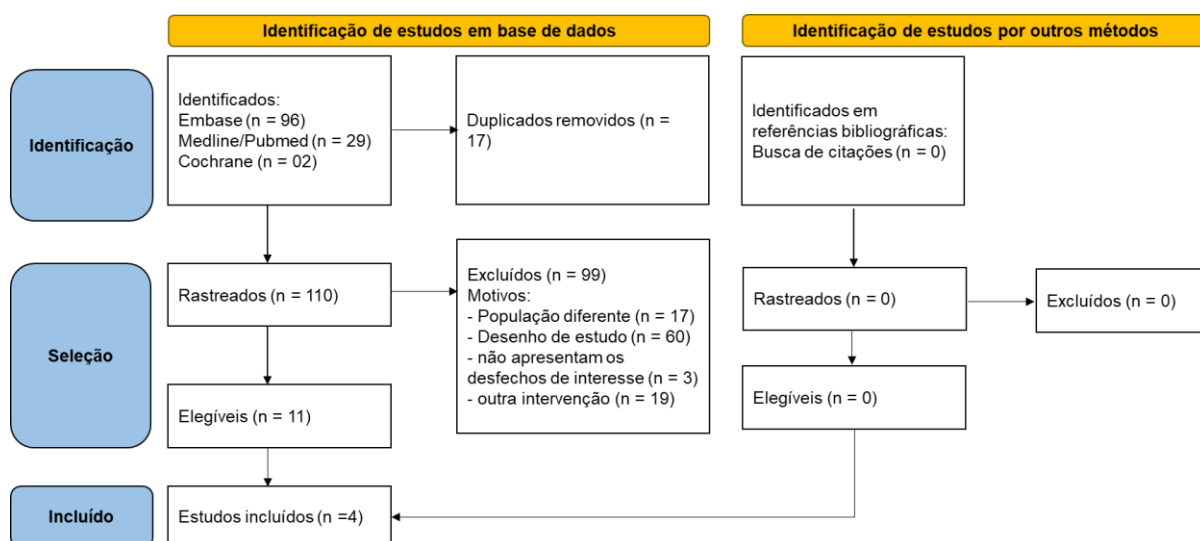 Identificação de estudos em base de dados
Identificação de estudos por outros métodos
Identificação
Identificados:
Embase (n = 96)
Medline/Pubmed (n = 29)
Cochrane (n = 02)
Duplicados removidos (n =
17)
Identificados em
referências bibliográficas:
Busca de citações (n = 0)
Seleção
Rastreados (n = 110)
Excluídos (n = 99)
Motivos:
- População diferente (n = 17)
- Desenho de estudo (n = 60)
- não apresentam os
desfechos de interesse (n = 3)
- outra intervenção (n = 19)
Rastreados (n = 0)
Excluídos (n = 0)
Elegíveis (n = 11)
Elegíveis (n = 0)
Incluído
Estudos incluídos (n =4)